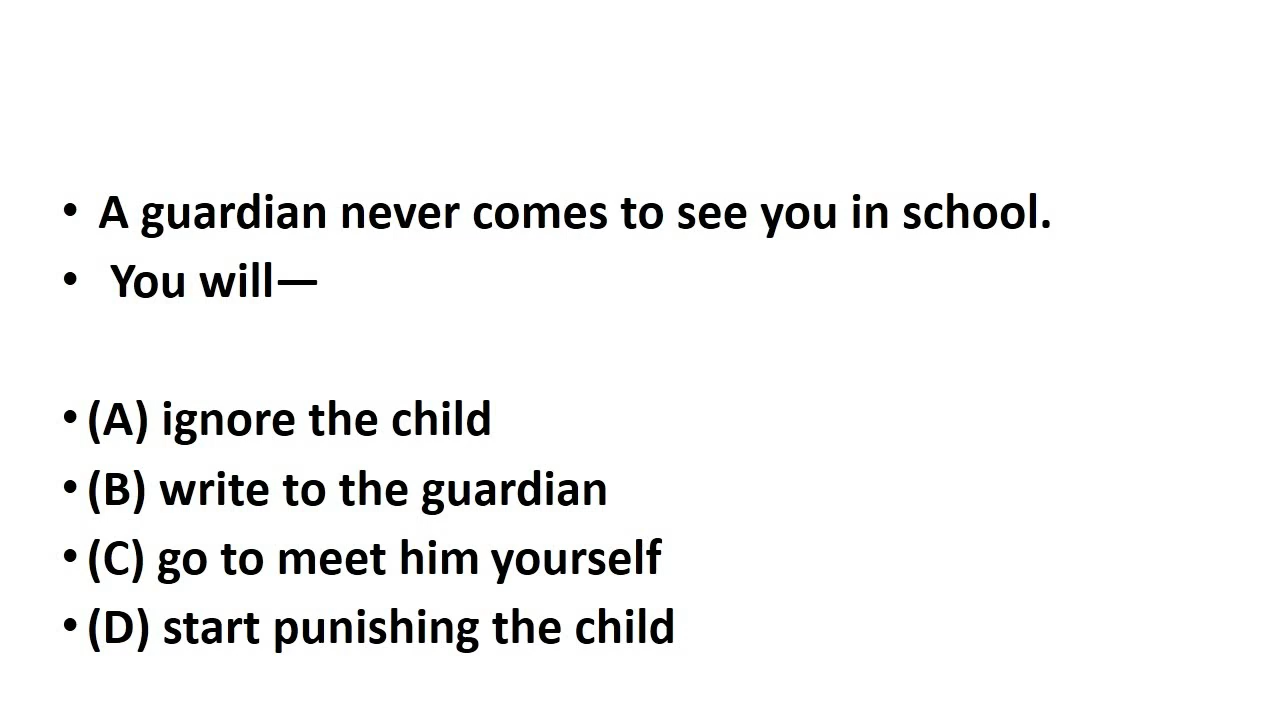 • A guardian never comes to see you in school.
• You will—
• (A) ignore the child
• (B) write to the guardian
• (C) go to meet him yourself
• (D) start punishing the child